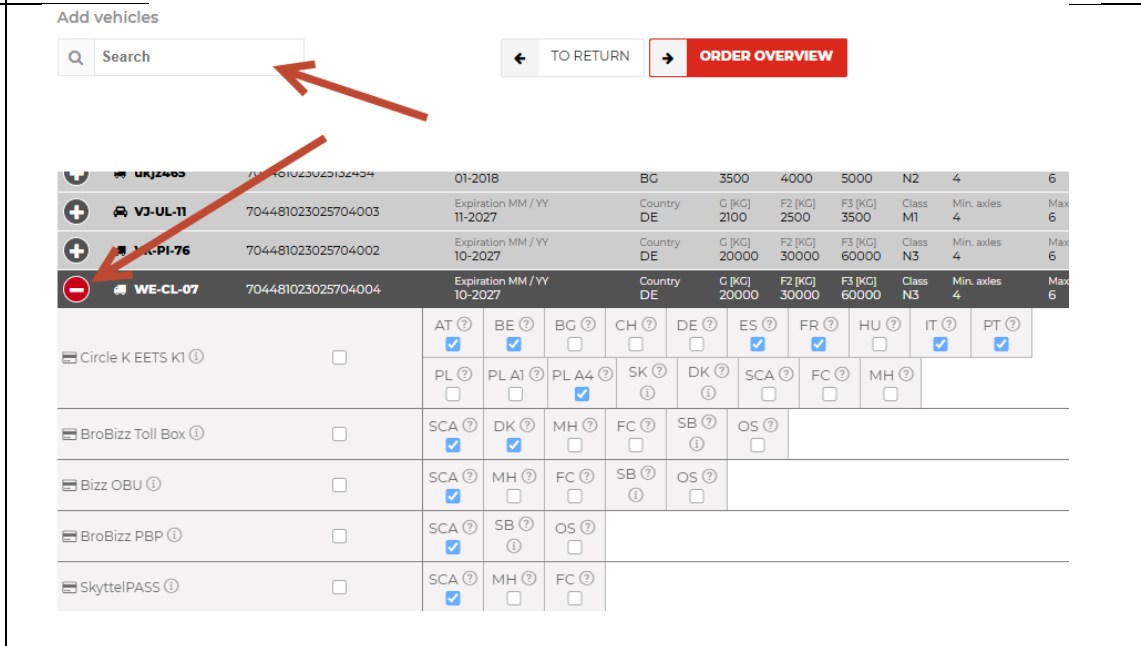 Add vehicles
Search TO RETURN ORDER OVERVIEW
ukjz465 704481023025132454 01-2018 BG 3500 4000 5000 N2 4 6
Expiration MM / YY Country G [KG] F2 [KG] F3 [KG] Class Min. axles Max
VJ-UL-11 704481023025704003 11-2027 DE 2100 2500 3500 M1 4 6
Expiration MM / YY Country G [KG] F2 [KG] F3 [KG] Class Min. axles Max
-PI-76 704481023025704002 10-2027 DE 20000 30000 60000 N3 4 6
Expiration MM / YY Country G [KG] F2 [KG] F3 [KG] Class Min. axles Max
WE-CL-07 704481023025704004 10-2027 DE 20000 30000 60000 N3 4 6
AT BE BG CH DE ES FR HU IT PT
Circle K EETS K1
PL PL A1 PL A4 SK DK SCA FC MH
BroBizz Toll Box SCA DK MH FC SB OS
Bizz OBU SCA MH FC SB OS
BroBizz PBP SCA SB OS
SkyttelPASS SCA MH FC